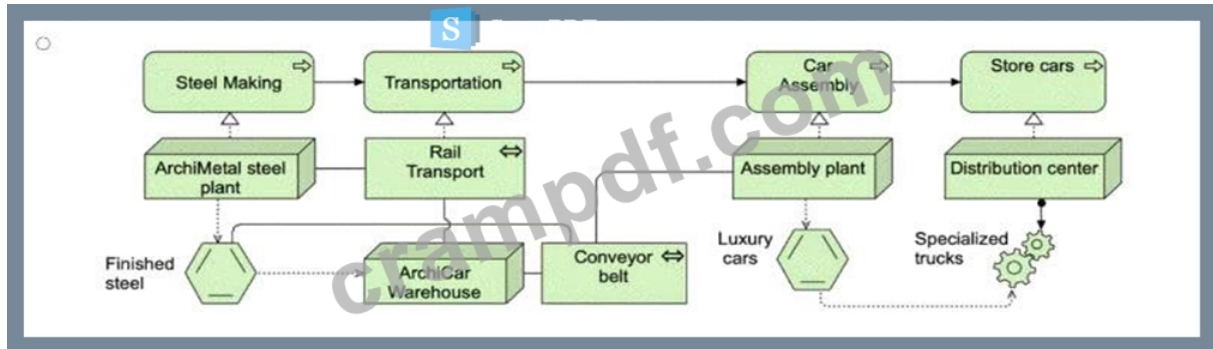 S
Steel Making
Transportation
Car
Assembly
Store cars
ArchiMetal steel
plant
Rail
Transport
Assembly plant
Distribution center
Finished
steel
ArchiCar
Warehouse
Conveyor
belt
Luxury
cars
Specialized
trucks
crampdf.com